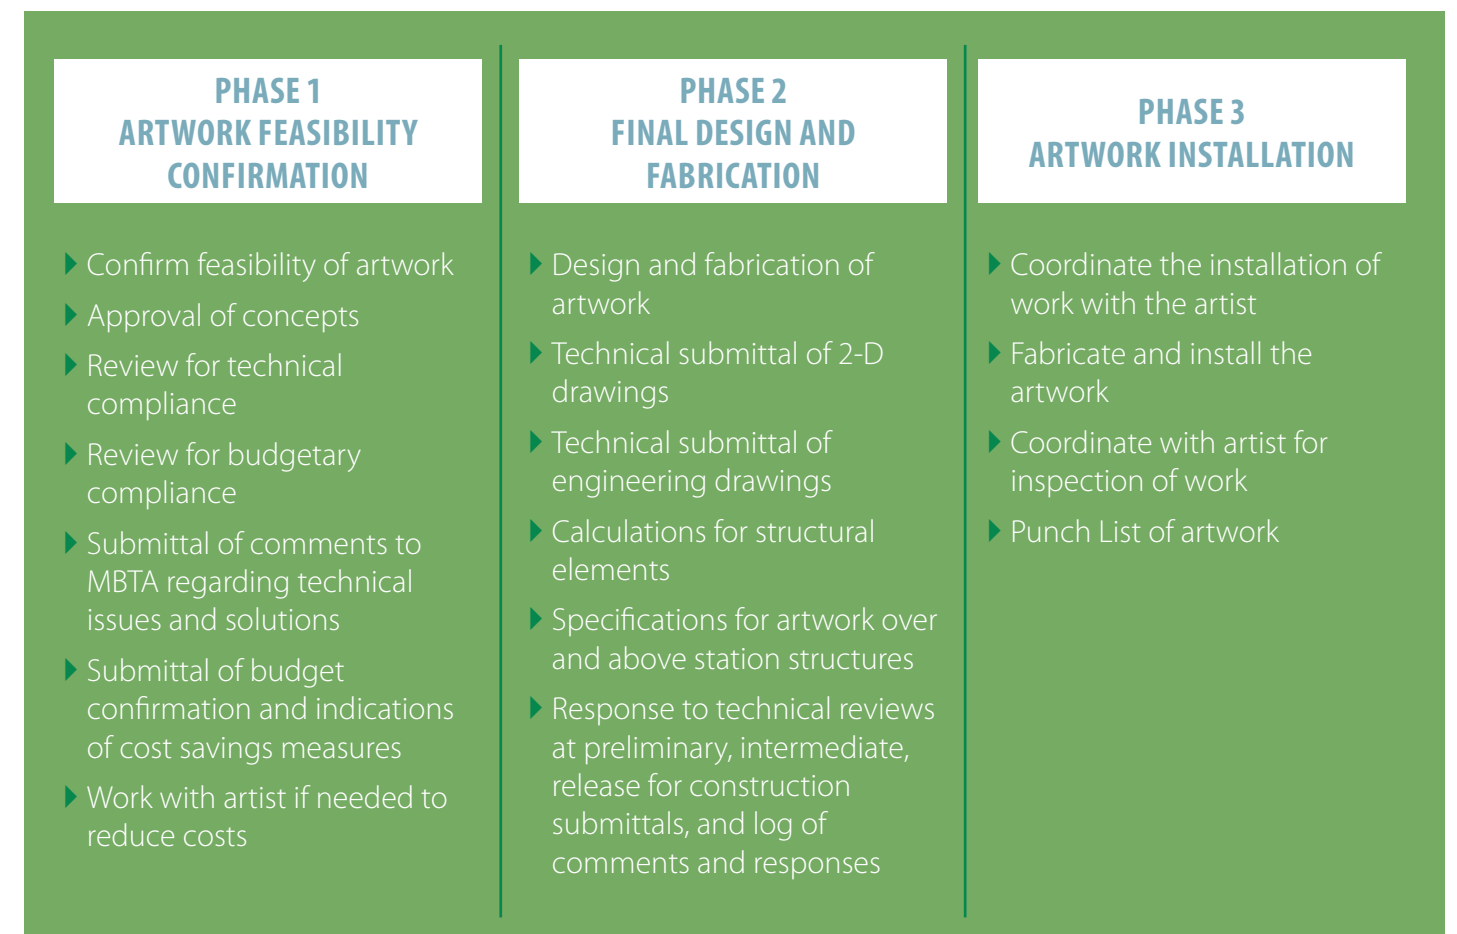 PHASE 1
ARTWORK FEASIBILITY
CONFIRMATION
Confirm feasibility of artwork
Approval of concepts
Review for technical
compliance
Review for budgetary
compliance
Submittal of comments to
MBTA regarding technical
issues and solutions
Submittal of budget
confirmation and indications
of cost savings measures
Work with artist if needed to
reduce costs
PHASE 2
FINAL DESIGN AND
FABRICATION
Design and fabrication of
artwork
Technical submittal of 2-D
drawings
Technical submittal of
engineering drawings
Calculations for structural
elements
Specifications for artwork over
and above station structures
Response to technical reviews
at preliminary, intermediate,
release for construction
submittals, and log of
comments and responses
PHASE 3
ARTWORK INSTALLATION
Coordinate the installation of
work with the artist
Fabricate and install the
artwork
Coordinate with artist for
inspection of work
Punch List of artwork